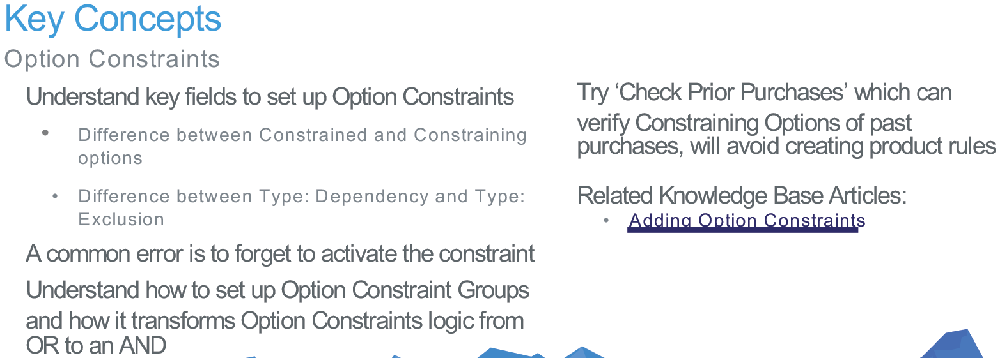 Key Concepts
Option Constraints
Understand key fields to set up Option Constraints
• Difference between Constrained and Constraining
options
• Difference between Type: Dependency and Type:
Exclusion
A common error is to forget to activate the constraint
Understand how to set up Option Constraint Groups
and how it transforms Option Constraints logic from
OR to an AND
Try ‘Check Prior Purchases’ which can
verify Constraining Options of past
purchases, will avoid creating product rules
Related Knowledge Base Articles:
• Adding Option Constraints